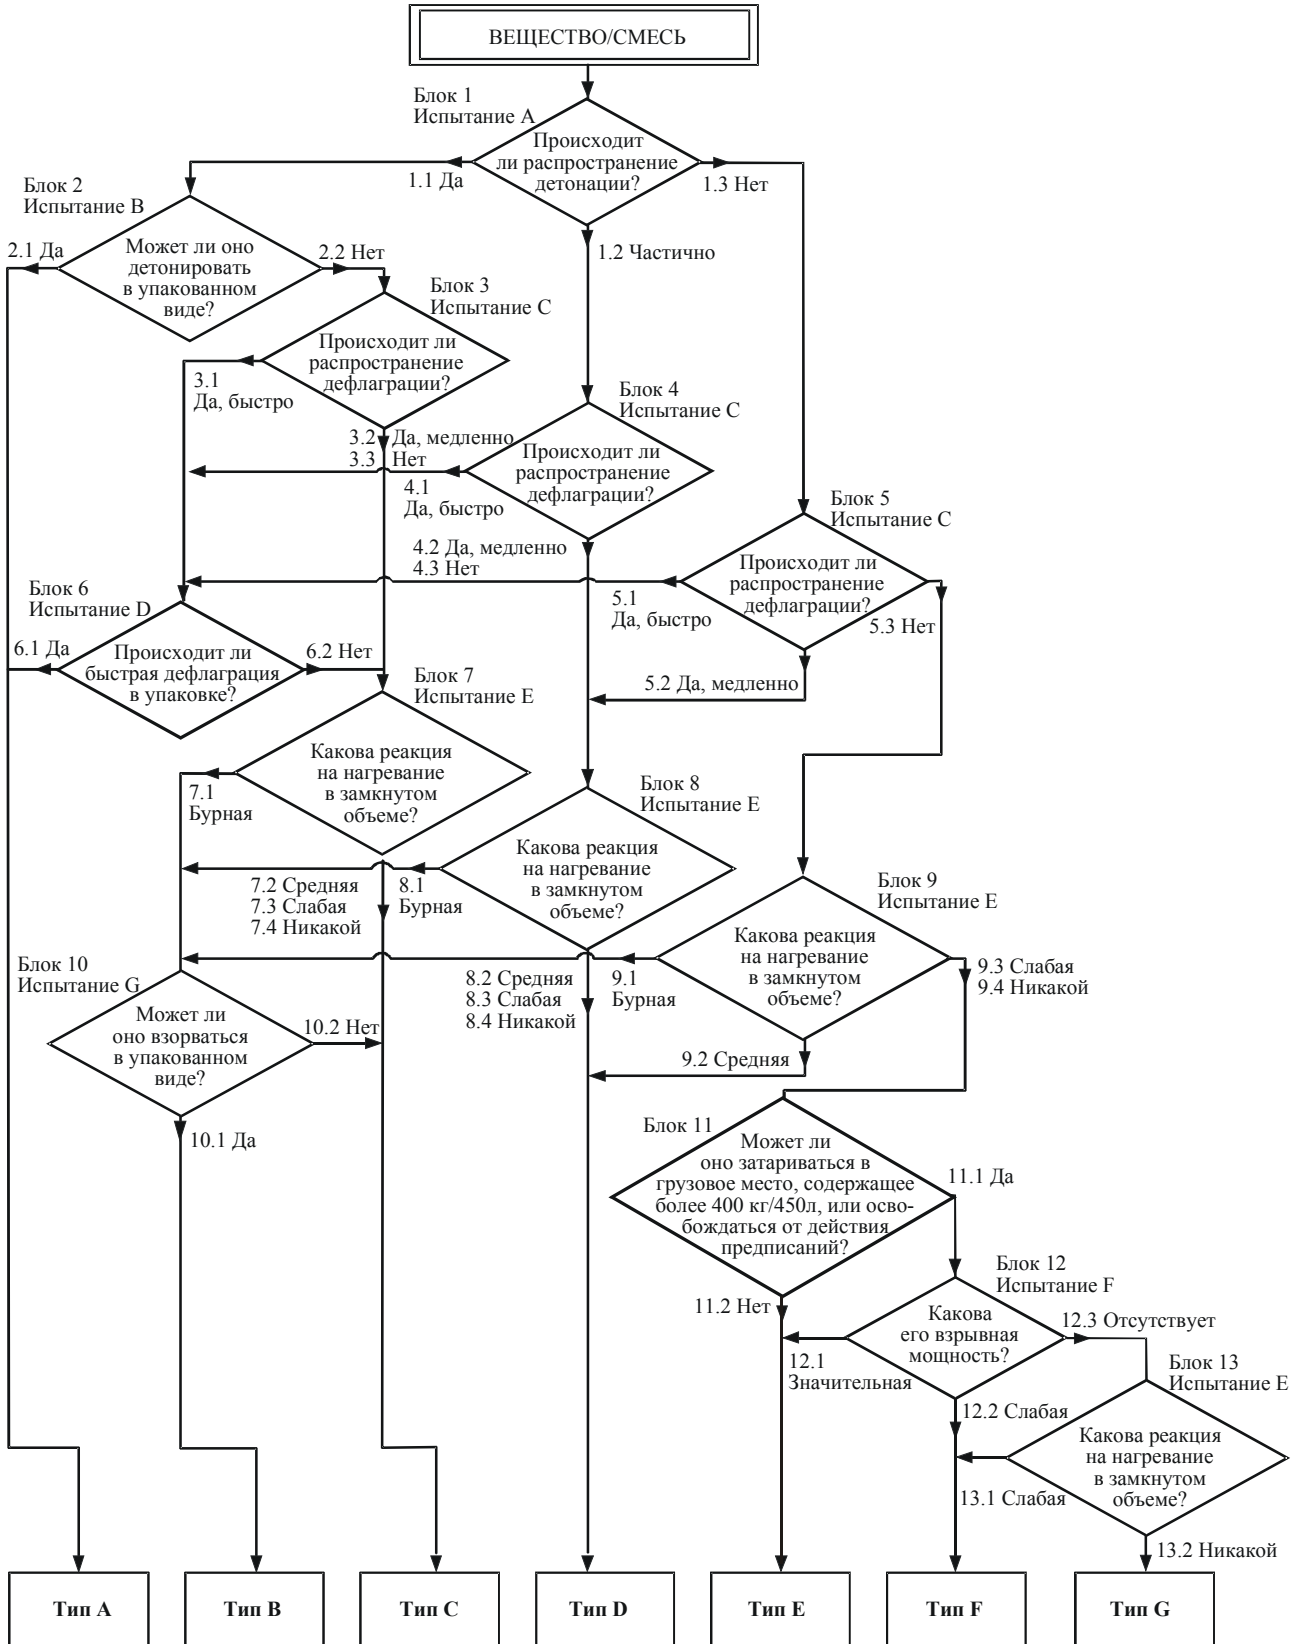 ВЕЩЕСТВО/СМЕСЬ
Блок 1
Испытание A
Происходит
ли распространение
детонации?
1.1 Да
1.3 Нет
1.2 Частично
Блок 2
Испытание B
Может ли оно
детонировать
в упакованном
виде?
2.1 Да
2.2 Нет
Блок 3
Испытание C
Происходит ли
распространение
дефлаграции?
3.1
Да, быстро
3.2 Да, медленно
3.3 Нет
Блок 4
Испытание C
Происходит ли
распространение
дефлаграции?
4.1
Да, быстро
4.2 Да, медленно
4.3 Нет
Блок 5
Испытание C
Происходит ли
распространение
дефлаграции?
5.1
Да, быстро
5.3 Нет
5.2 Да, медленно
Блок 6
Испытание D
Происходит ли
быстрая дефлаграция
в упаковке?
6.1 Да
6.2 Нет
Блок 7
Испытание E
Какова реакция
на нагревание
в замкнутом
объеме?
7.1
Бурная
7.2 Средняя
7.3 Слабая
7.4 Никакой
Блок 8
Испытание E
Какова реакция
на нагревание
в замкнутом
объеме?
8.1
Бурная
8.2 Средняя
8.3 Слабая
8.4 Никакой
Блок 9
Испытание E
Какова реакция
на нагревание
в замкнутом
объеме?
9.1
Бурная
9.3 Слабая
9.4 Никакой
9.2 Средняя
Блок 10
Испытание G
Может ли
оно взорваться
в упакованном
виде?
10.2 Нет
10.1 Да
Блок 11
Может ли
оно затариваться в
грузовое место, содержащее
более 400 кг/450л, или осво-
бождаться от действия
предписаний?
11.1 Да
11.2 Нет
Блок 12
Испытание F
Какова
его взрывная
мощность?
12.3 Отсутствует
12.1
Значительная
12.2 Слабая
Блок 13
Испытание E
Какова реакция
на нагревание
в замкнутом
объеме?
13.1 Слабая
13.2 Никакой
Тип A
Тип B
Тип C
Тип D
Тип E
Тип F
Тип G